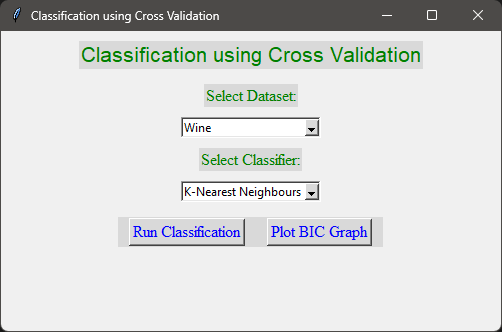 Classification using Cross Validation
Classification using Cross Validation
Select Dataset:
Wine
Select Classifier:
K-Nearest Neighbours
Run Classification Plot BIC Graph